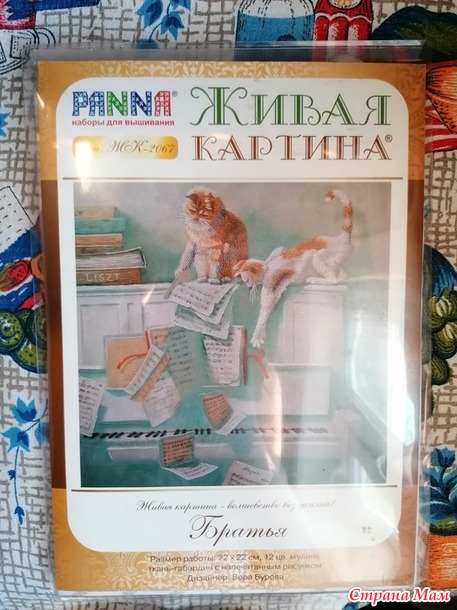 PANNA®
наборы для вышивания
ЖК-2067
ЖИВАЯ
КАРТИНА®
LISZT
Живая картина - волшебство без усилий!
Братья
Размер работы: 22 х 22 см, 12 цв. мулине
ткань-габардин с напечатанным рисунком
Дизайнер: Вера Бурова
Страна Мам